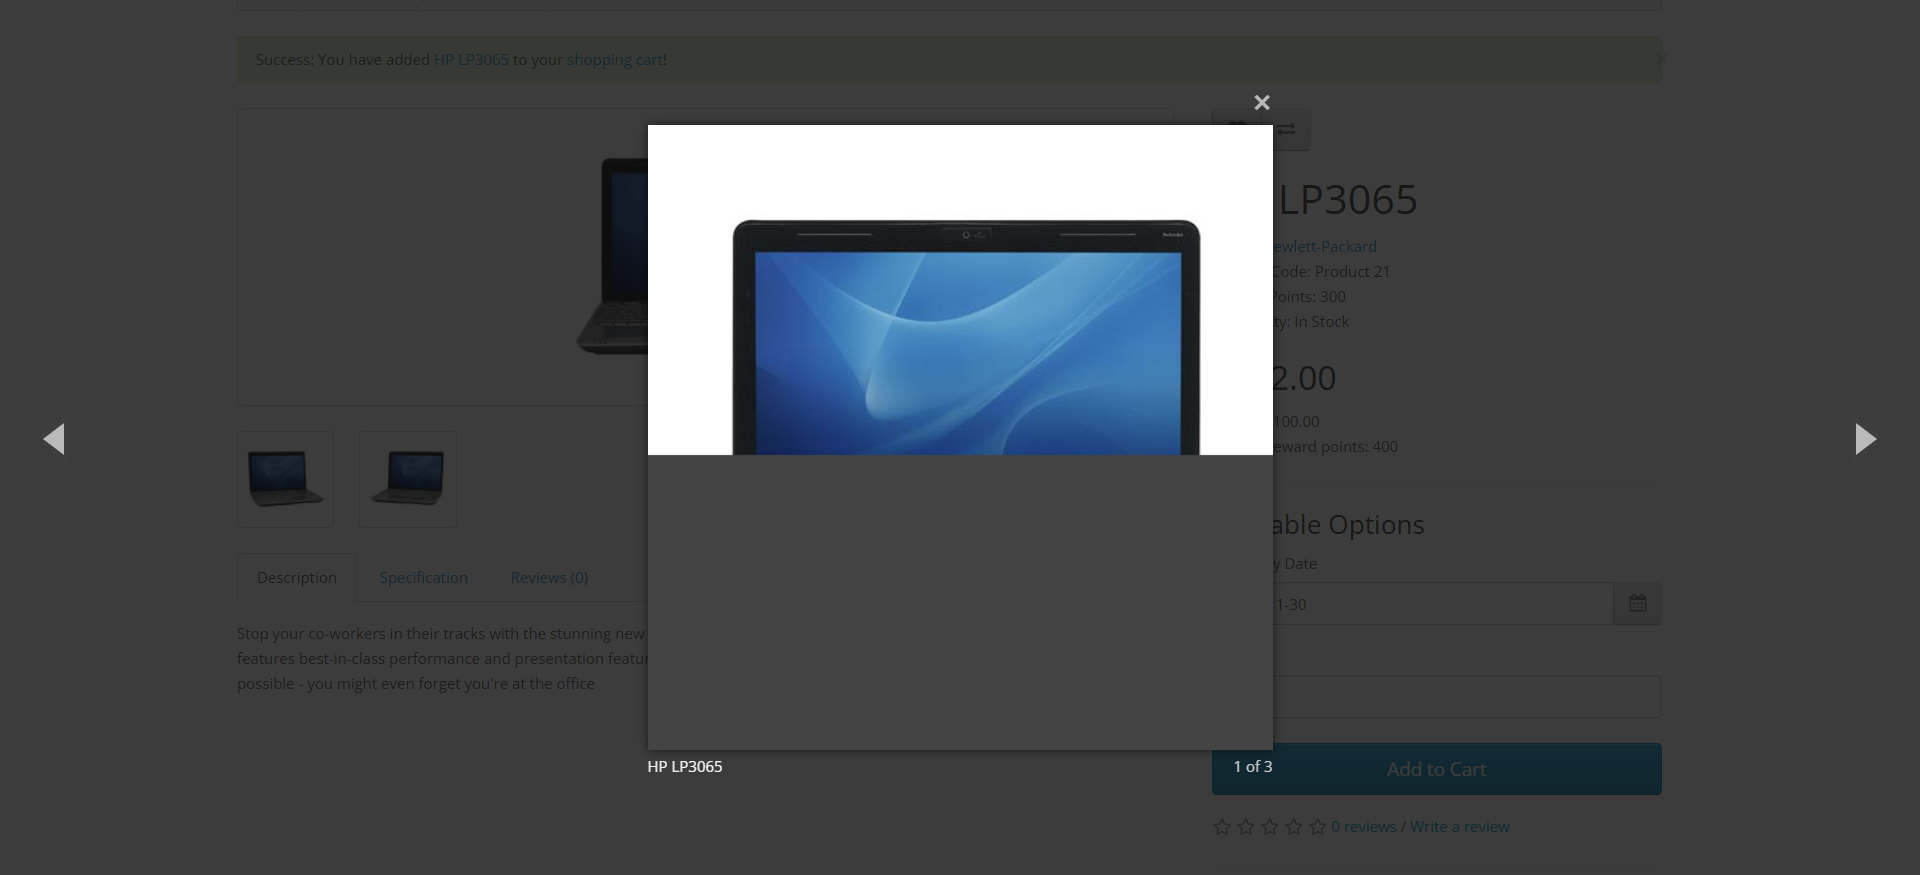 Success: You have added HP LP3065 to your shopping cart!
×
LP3065
ewlett-Packard
Code: Product 21
Points: 300
ty: In Stock
2.00
100.00
eward points: 400
Description
Specification
Reviews (0)
able Options
y Date
1-30
Stop your co-workers in their tracks with the stunning new
features best-in-class performance and presentation featur
possible - you might even forget you're at the office
HP LP3065
1 of 3
Add to Cart
0 reviews / Write a review